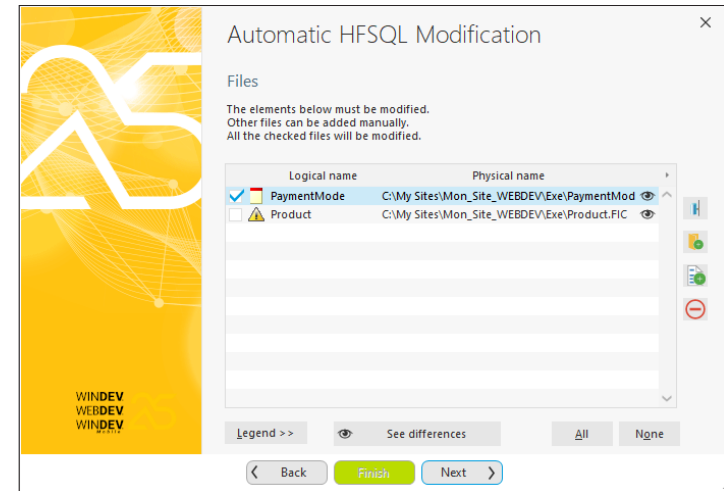 Automatic HFSQL Modification
Files
The elements below must be modified.
Other files can be added manually.
All the checked files will be modified.
Logical name Physical name
PaymentMode C:\My Sites\Mon_Site_WEBDEV\Exe\PaymentMod
Product C:\My Sites\Mon_Site_WEBDEV\Exe\Product.FIC
WINDEV
WEBDEV
WINDEV
Mobile
25
Legend >> See differences All None
Back Finish Next